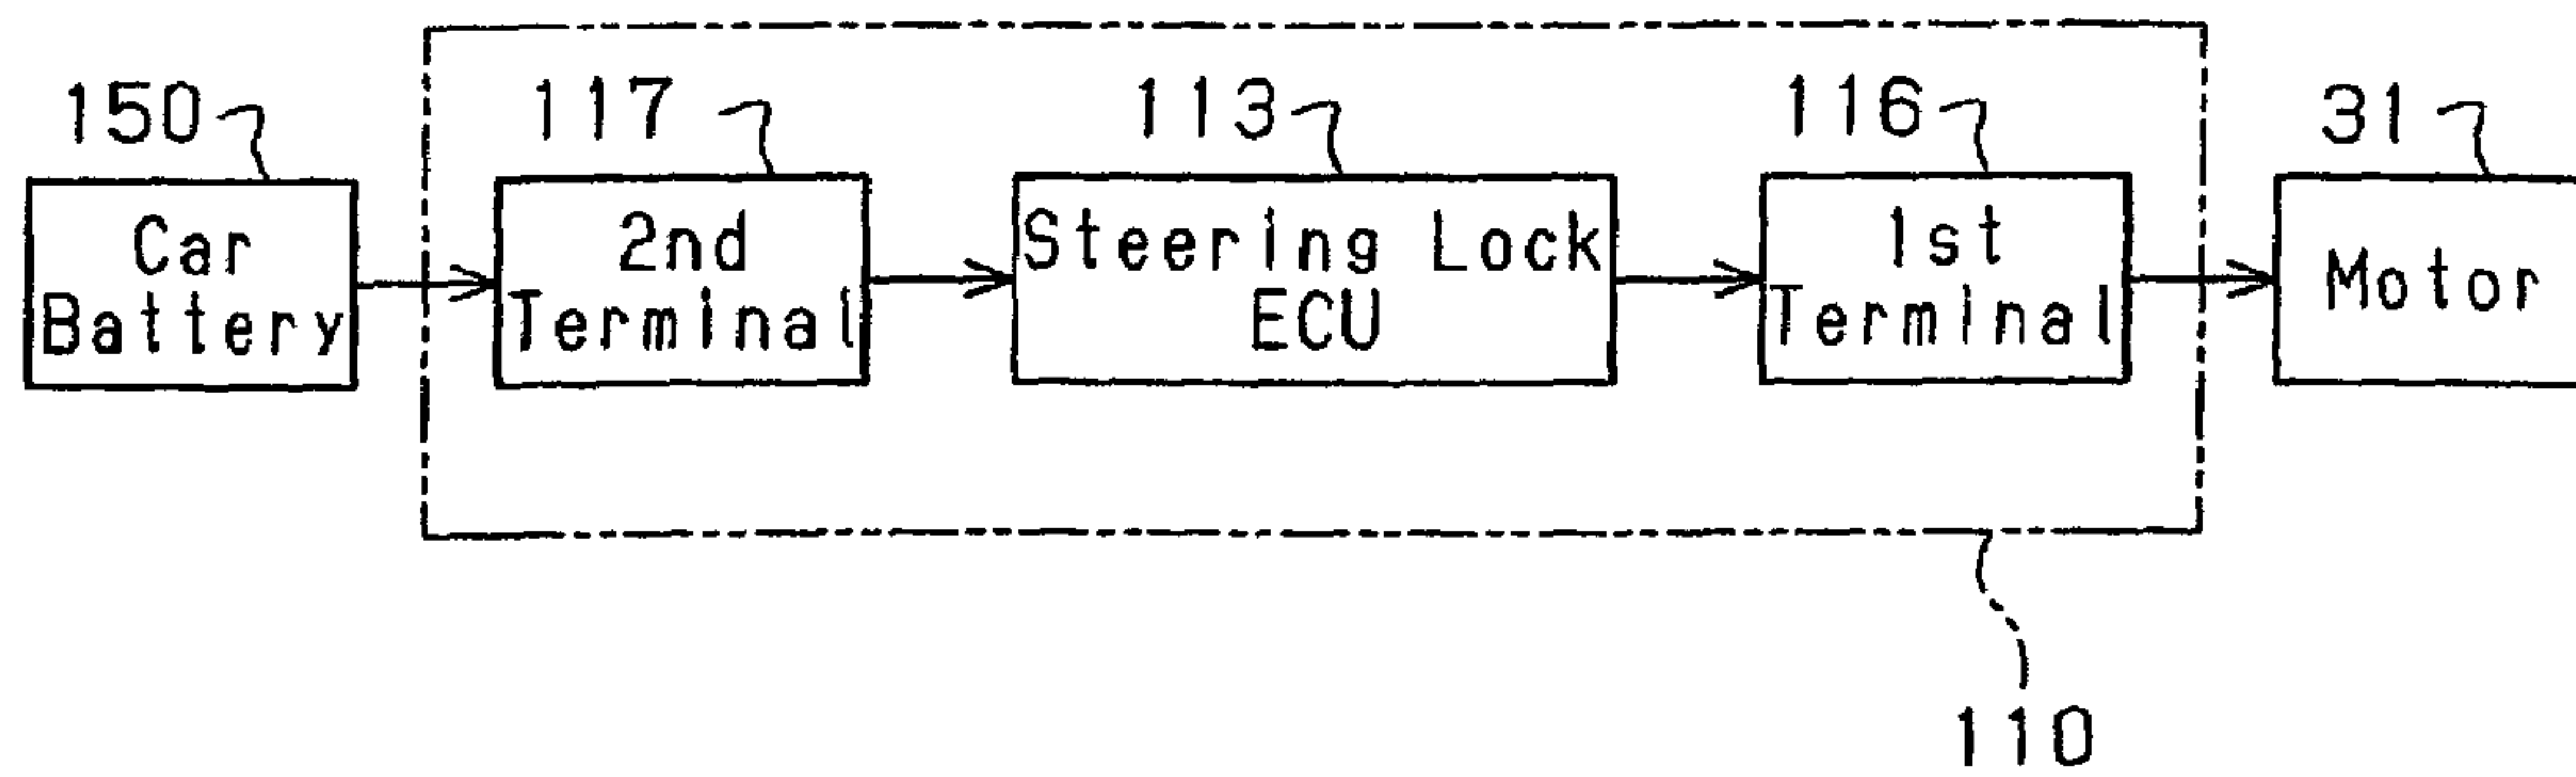 150
117
113
116
31
Car
Battery
2nd
Terminal
Steering Lock
ECU
1st
Terminal
Motor
110